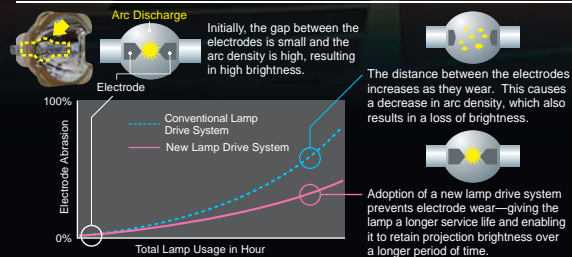 Arc Discharge
Initially, the gap between the
electrodes is small and the
arc density is high, resulting
in high brightness.
Electrode
The distance between the electrodes
increases as they wear. This causes
a decrease in arc density, which also
results in a loss of brightness.
100%
Conventional Lamp
Drive System
New Lamp Drive System
Electrode Abrasion
0%
Total Lamp Usage in Hour
Adoption of a new lamp drive system
prevents electrode wear—giving the
lamp a longer service life and enabling
it to retain projection brightness over
a longer period of time.